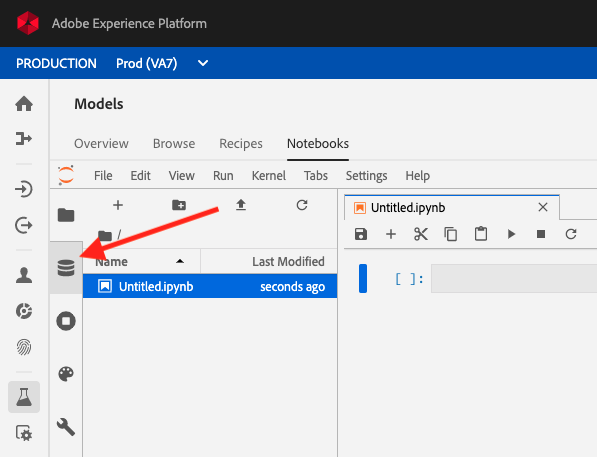 Adobe Experience Platform
PRODUCTION Prod (VA7)
Models
Overview Browse Recipes Notebooks
File Edit View Run Kernel Tabs Settings Help
/
Untitled.ipynb
Name Last Modified
Untitled.ipynb seconds ago
[ ]: